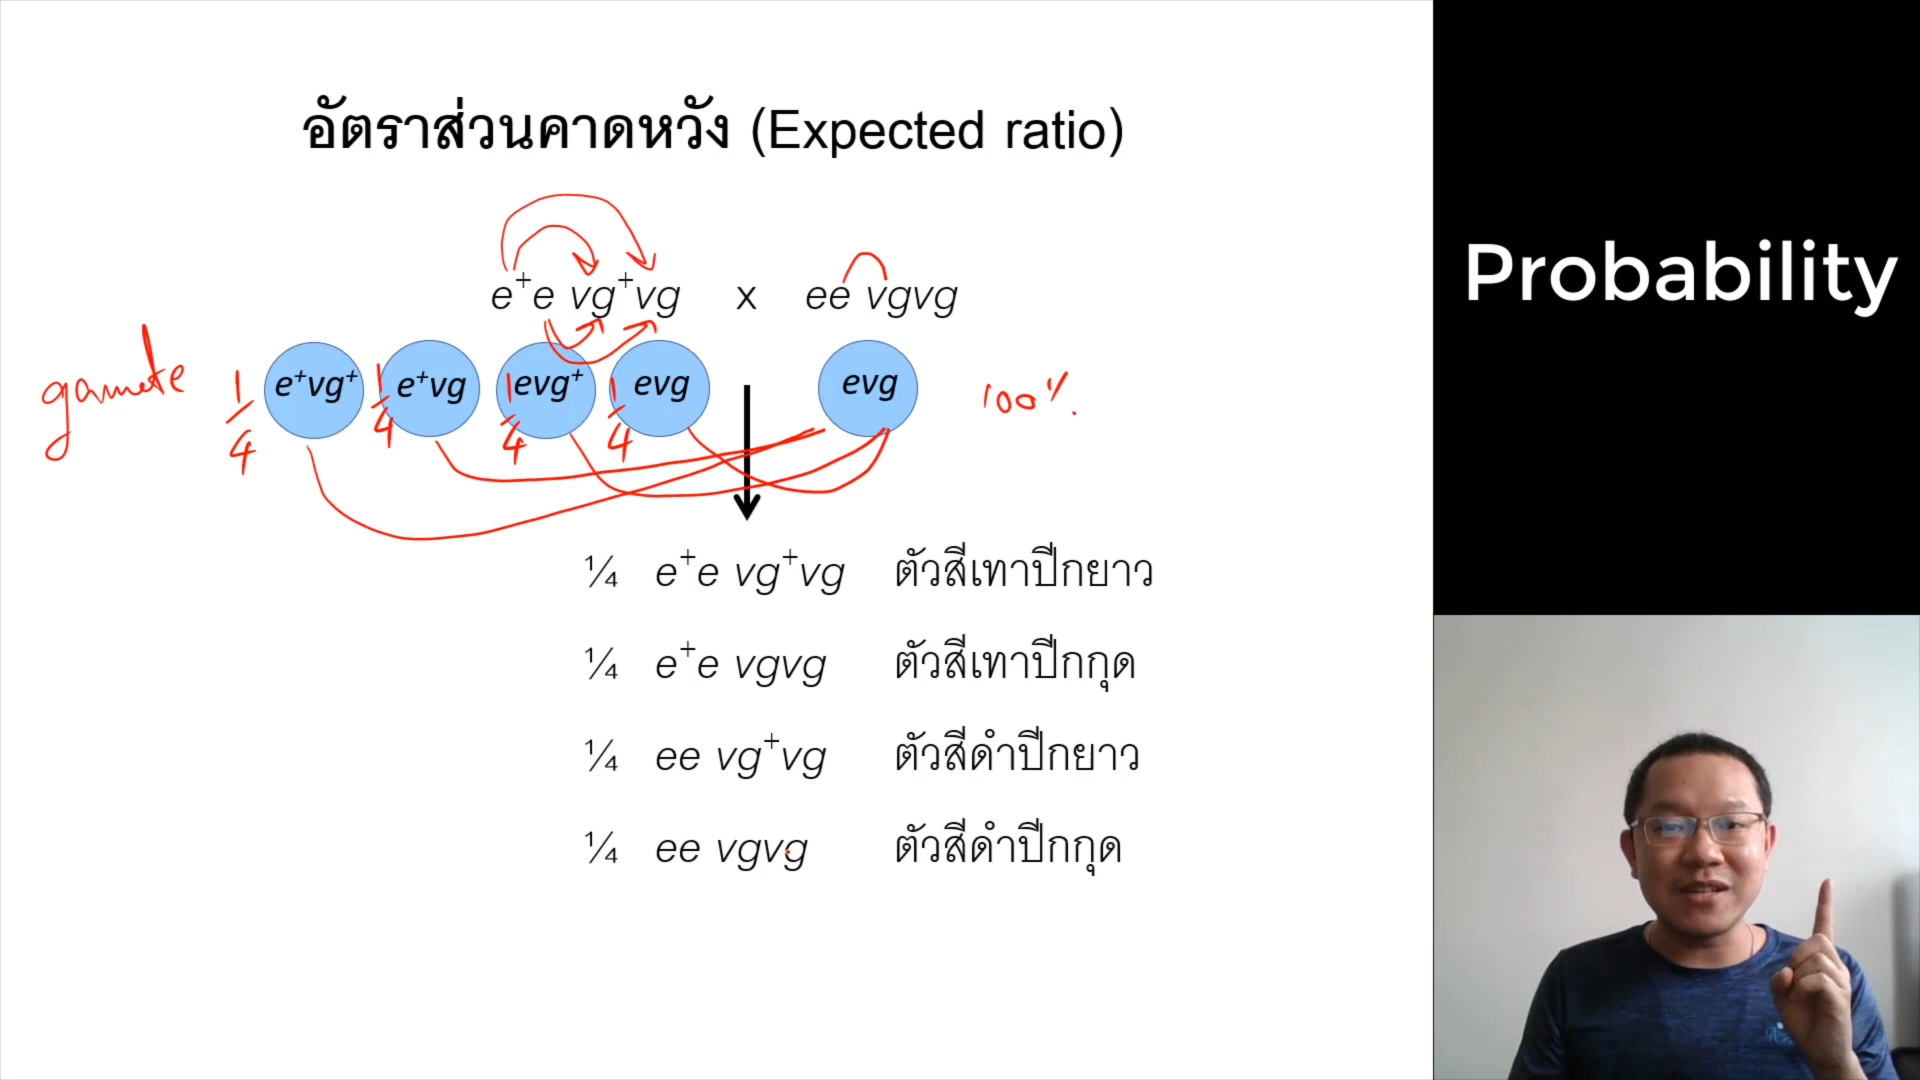 อัตราส่วนคาดหวัง (Expected ratio)
e⁺e vg⁺vg x ee vgvg
gamete
1/4 e⁺vg⁺ 1/4 e⁺vg 1/4 evg⁺ 1/4 evg evg 100%
¼ e⁺e vg⁺vg ตัวสีเทาปีกยาว
¼ e⁺e vgvg ตัวสีเทาปีกกุด
¼ ee vg⁺vg ตัวสีดำปีกยาว
¼ ee vgvg ตัวสีดำปีกกุด
Probability